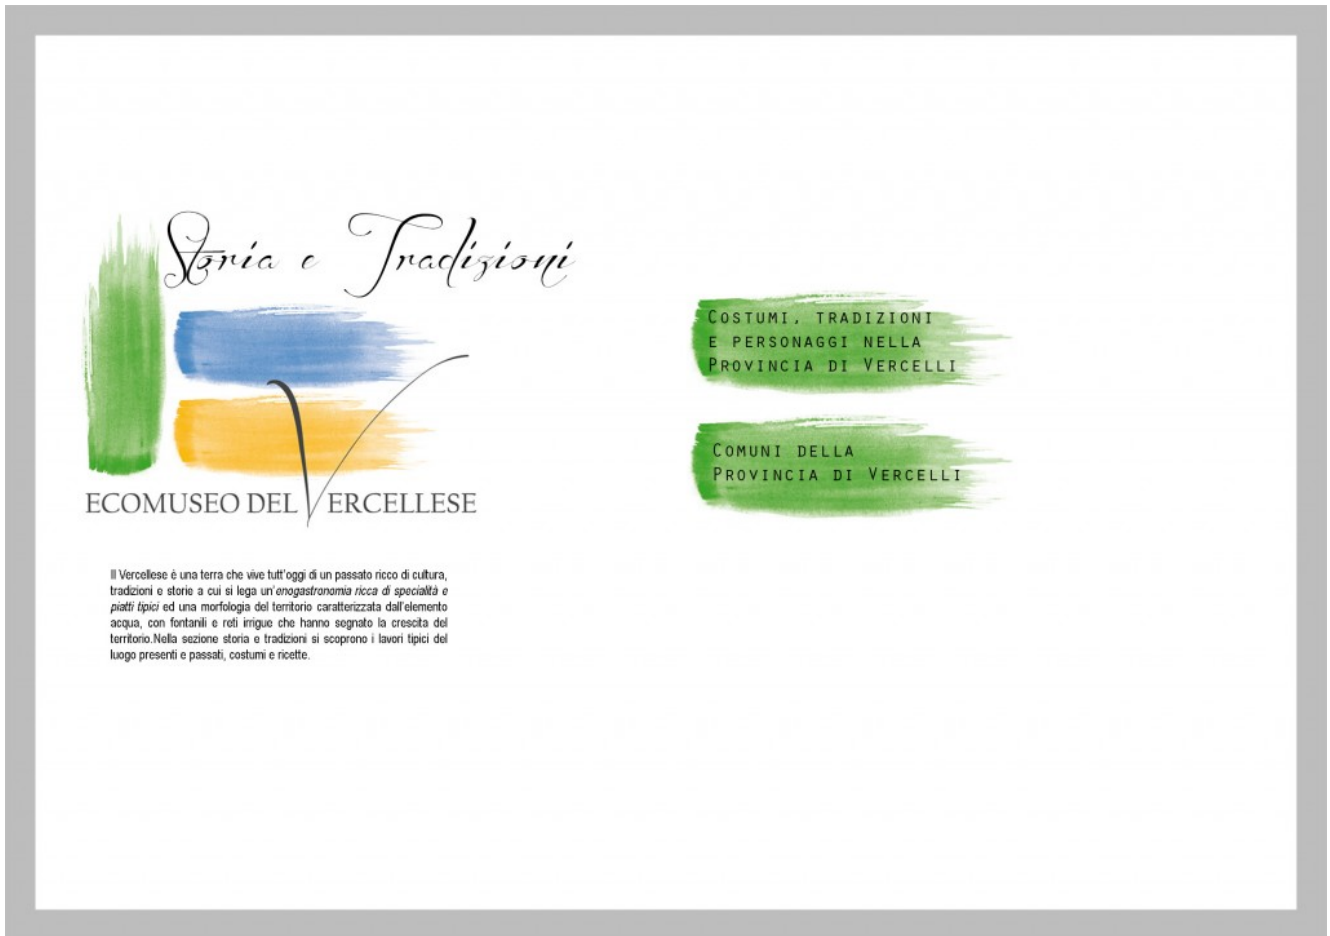 Storia e Tradizioni
ECOMUSEO DEL VERCELLESE
Il Vercellese è una terra che vive tutt'oggi di un passato ricco di cultura,
tradizioni e storie a cui si lega un'enogastronomia ricca di specialità e
piatti tipici ed una morfologia del territorio caratterizzata dall'elemento
acqua, con fontanili e reti irrigue che hanno segnato la crescita del
territorio.Nella sezione storia e tradizioni si scoprono i lavori tipici del
luogo presenti e passati, costumi e ricette.
Costumi, tradizioni
e personaggi nella
Provincia di Vercelli
Comuni della
Provincia di Vercelli